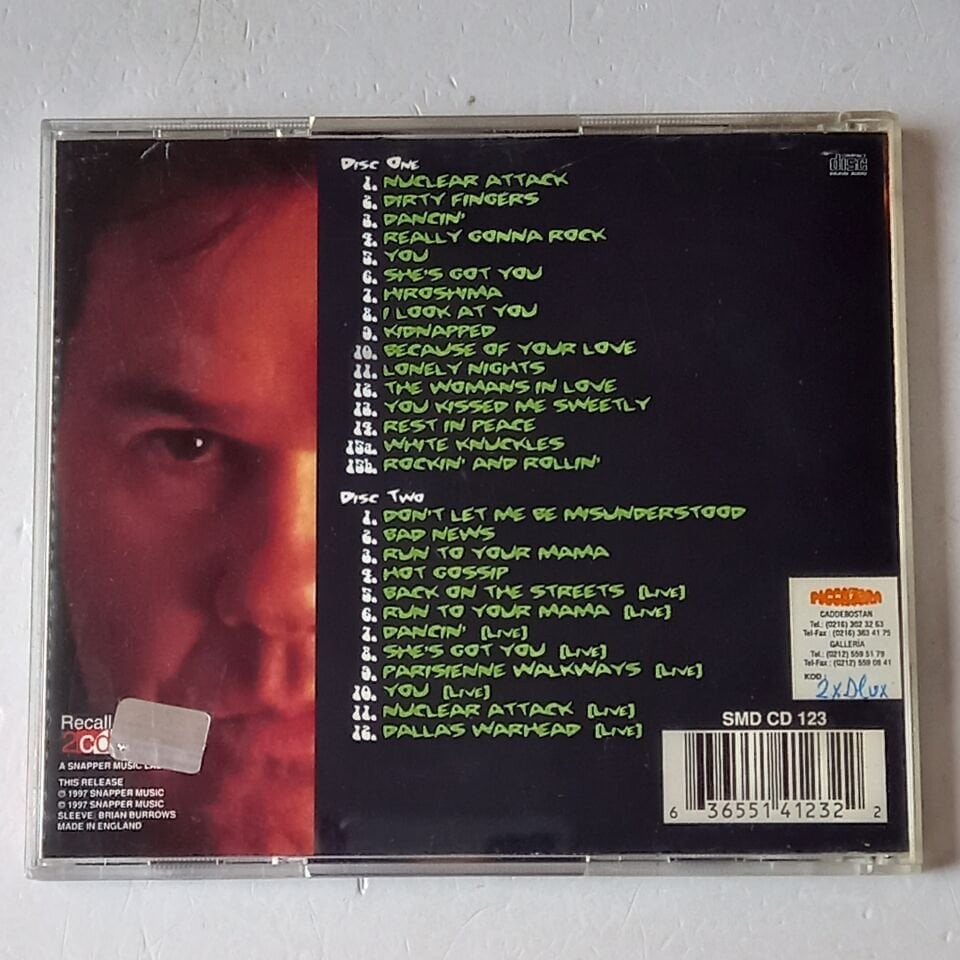 Disc One
1. NUCLEAR ATTACK
2. DIRTY FINGERS
3. DANCIN'
4. REALLY GONNA ROCK
5. YOU
6. SHE'S GOT YOU
7. HIROSHIMA
8. I LOOK AT YOU
9. KIDNAPPED
10. BECAUSE OF YOUR LOVE
11. LONELY NIGHTS
12. THE WOMANS IN LOVE
13. YOU KISSED ME SWEETLY
14. REST IN PEACE
15a. WHITE KNUCKLES
15b. ROCKIN' AND ROLLIN'
Disc Two
1. DON'T LET ME BE MISUNDERSTOOD
2. BAD NEWS
3. RUN TO YOUR MAMA
4. HOT GOSSIP
5. BACK ON THE STREETS [LIVE]
6. RUN TO YOUR MAMA [LIVE]
7. DANCIN' [LIVE]
8. SHE'S GOT YOU [LIVE]
9. PARISIENNE WALKWAYS [LIVE]
10. YOU [LIVE]
11. NUCLEAR ATTACK [LIVE]
12. DALLAS WARHEAD [LIVE]
COMPACT
disc
DIGITAL AUDIO
CADDEBOSTAN
Tel.: (0216) 302 32 63
Tel-Fax : (0216) 363 41 75
GALLERİA
Tel.: (0212) 559 51 79
Tel-Fax : (0212) 559 08 41
KOD :
2xDlux
SMD CD 123
6 36551 41232 2
Recall
2CD
A SNAPPER MUSIC
THIS RELEASE
℗ 1997 SNAPPER MUSIC
© 1997 SNAPPER MUSIC
SLEEVE: BRIAN BURROWS
MADE IN ENGLAND